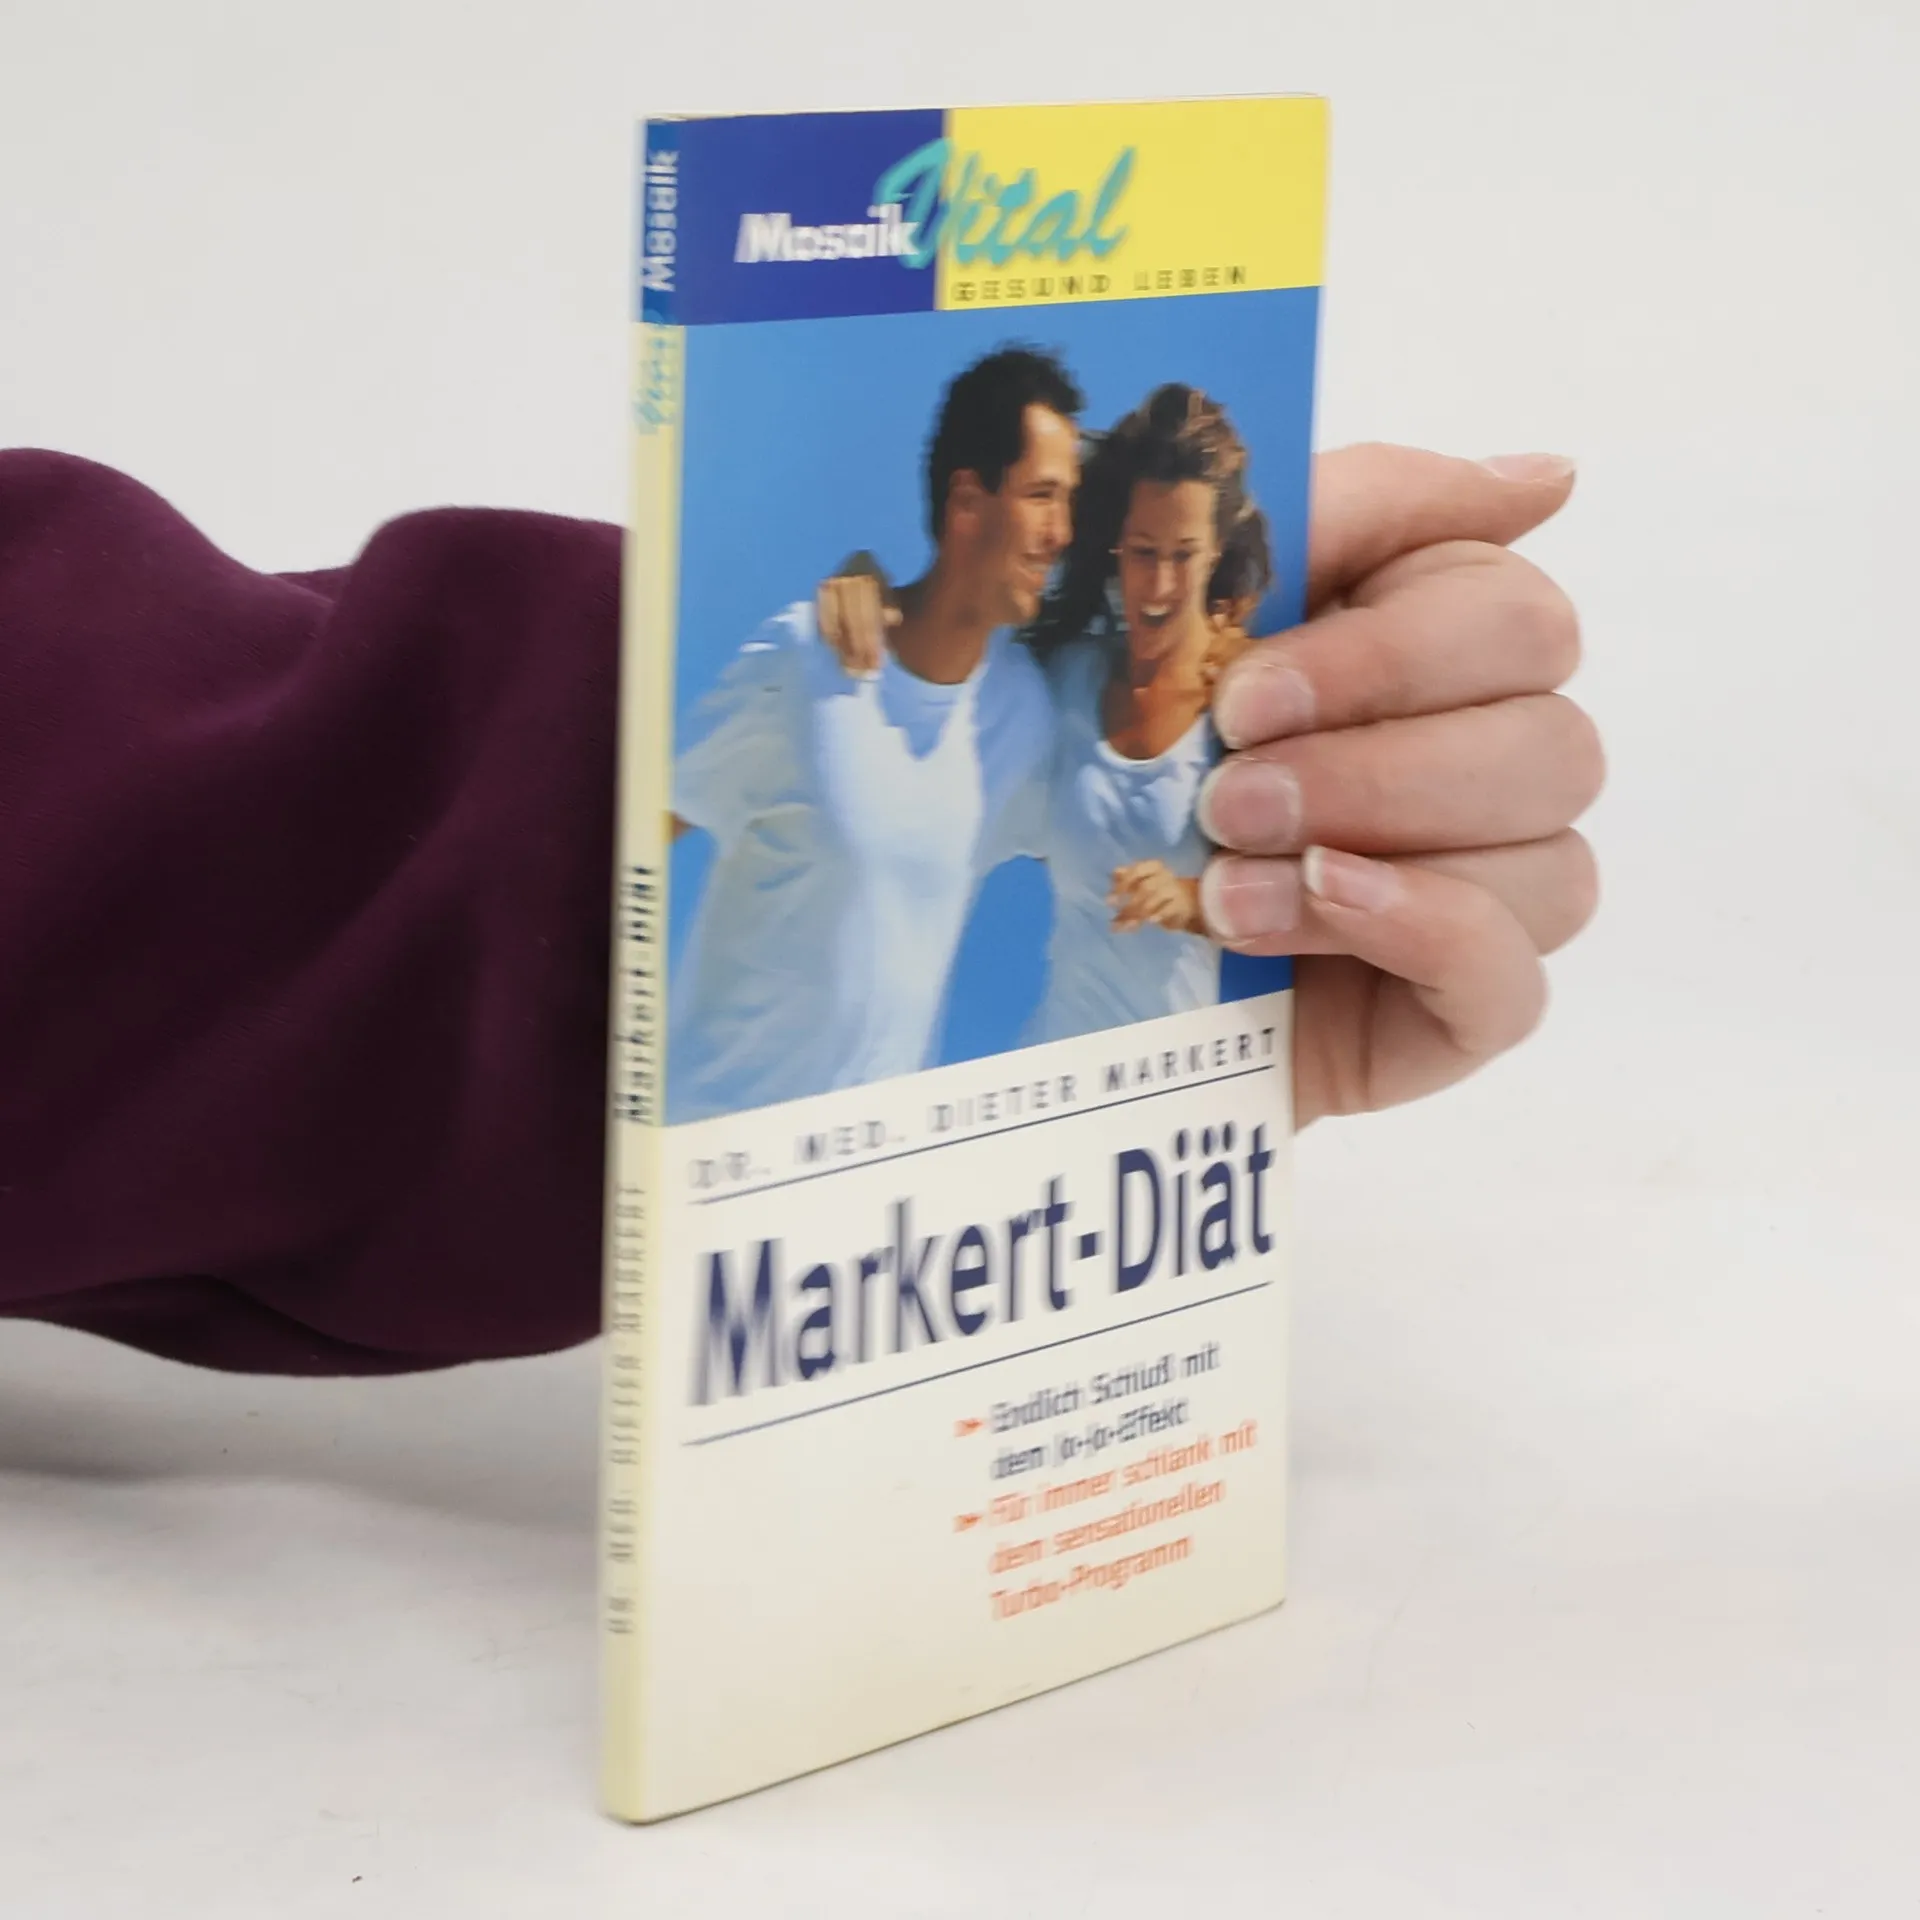 Mosaik Vital
GESUND LEBEN
DR. MED. DIETER MARKERT
Markert-Diät
Endlich Schluß mit
dem Jo-Jo-Effekt
Für immer schlank mit
dem sensationellen
Turbo-Programm
Mosaik Vital Markert-Diät DR. MED. DIETER MARKERT